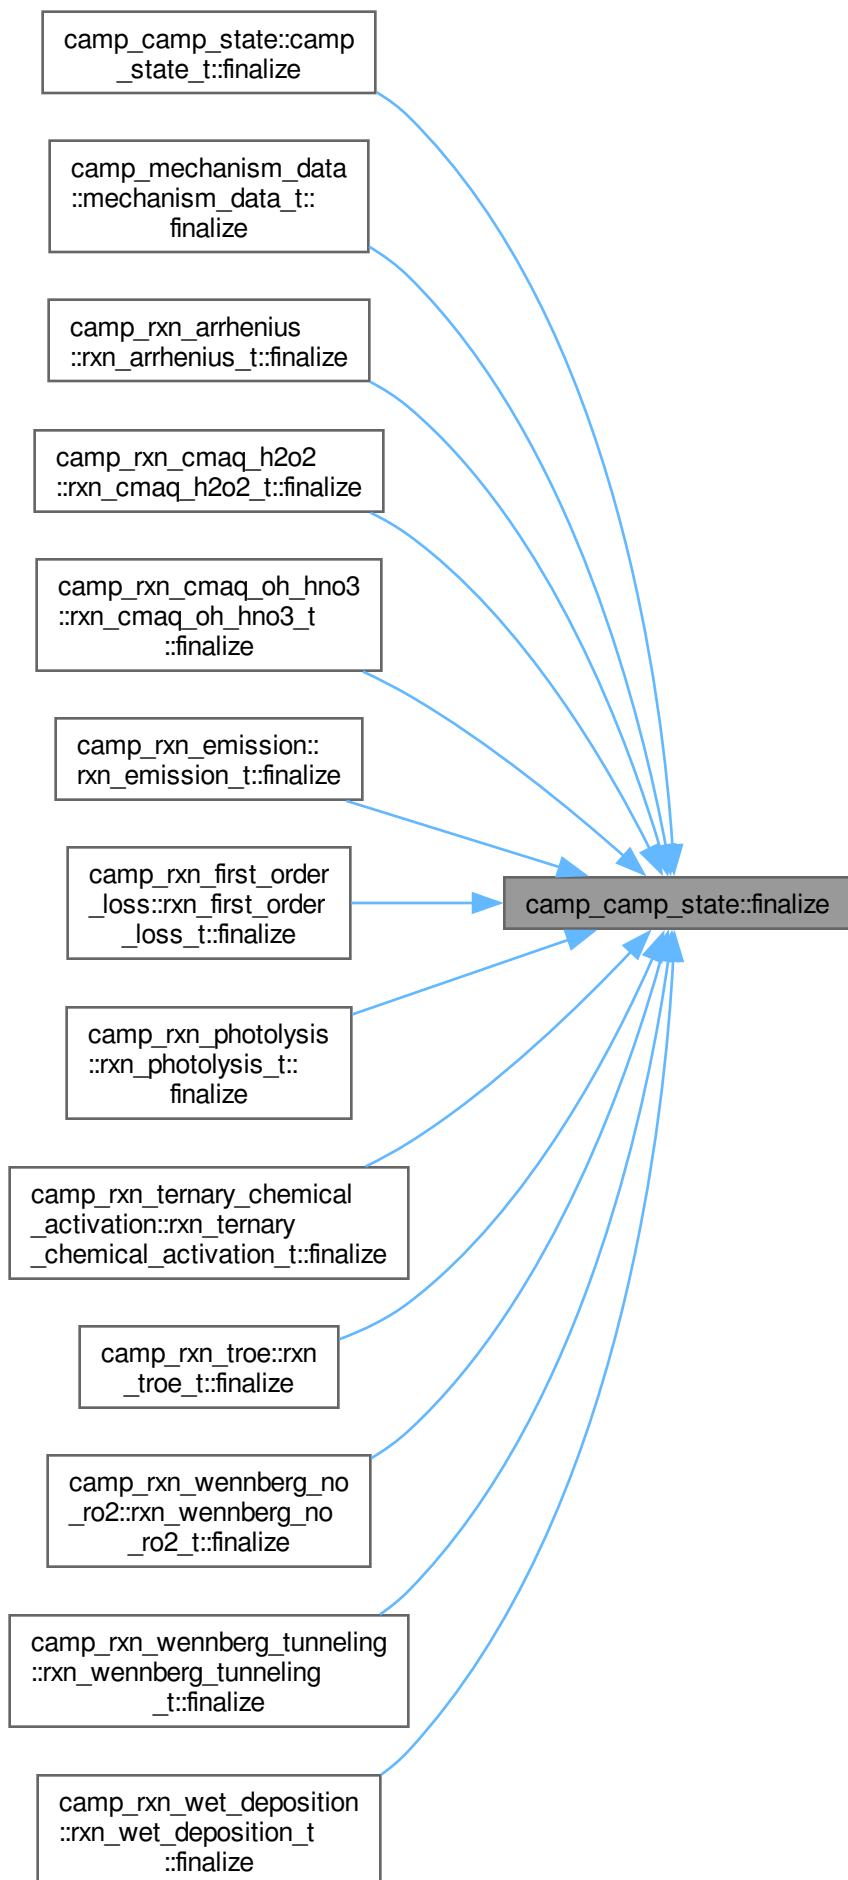 camp_camp_state::camp
_state_t::finalize
camp_mechanism_data
::mechanism_data_t::
finalize
camp_rxn_arrhenius
::rxn_arrhenius_t::finalize
camp_rxn_cmaq_h2o2
::rxn_cmaq_h2o2_t::finalize
camp_rxn_cmaq_oh_hno3
::rxn_cmaq_oh_hno3_t
::finalize
camp_rxn_emission::
rxn_emission_t::finalize
camp_rxn_first_order
_loss::rxn_first_order
_loss_t::finalize
camp_camp_state::finalize
camp_rxn_photolysis
::rxn_photolysis_t::
finalize
camp_rxn_ternary_chemical
_activation::rxn_ternary
_chemical_activation_t::finalize
camp_rxn_troe::rxn
_troe_t::finalize
camp_rxn_wennberg_no
_ro2::rxn_wennberg_no
_ro2_t::finalize
camp_rxn_wennberg_tunneling
::rxn_wennberg_tunneling
_t::finalize
camp_rxn_wet_deposition
::rxn_wet_deposition_t
::finalize